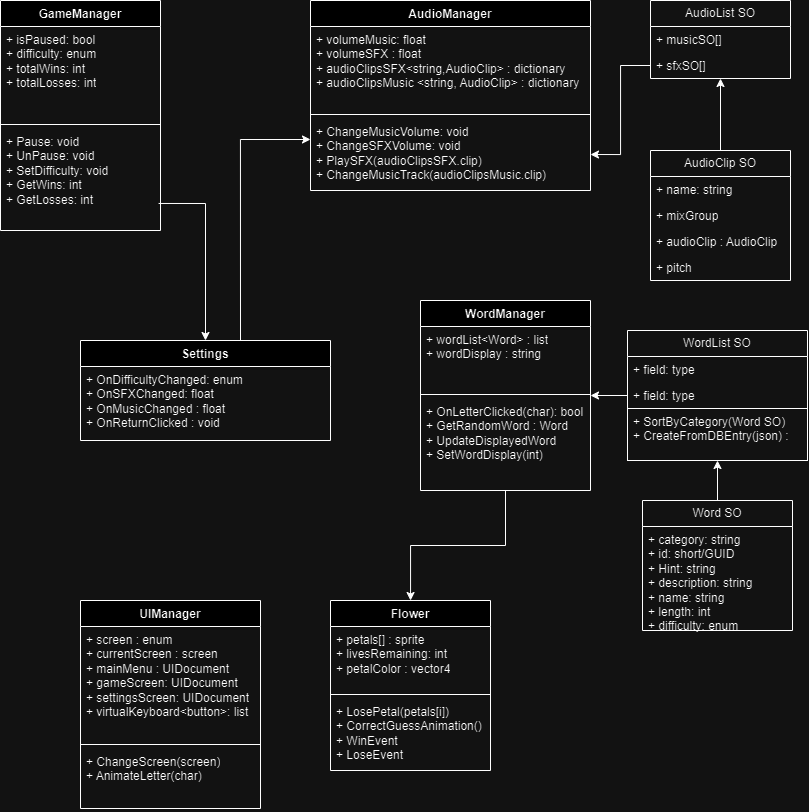 GameManager
+ isPaused: bool
+ difficulty: enum
+ totalWins: int
+ totalLosses: int
+ Pause: void
+ UnPause: void
+ SetDifficulty: void
+ GetWins: int
+ GetLosses: int
AudioManager
+ volumeMusic: float
+ volumeSFX : float
+ audioClipsSFX<string,AudioClip> : dictionary
+ audioClipsMusic <string, AudioClip> : dictionary
+ ChangeMusicVolume: void
+ ChangeSFXVolume: void
+ PlaySFX(audioClipsSFX.clip)
+ ChangeMusicTrack(audioClipsMusic.clip)
AudioList SO
+ musicSO[]
+ sfxSO[]
AudioClip SO
+ name: string
+ mixGroup
+ audioClip : AudioClip
+ pitch
Settings
+ OnDifficultyChanged: enum
+ OnSFXChanged: float
+ OnMusicChanged : float
+ OnReturnClicked : void
WordManager
+ wordList<Word> : list
+ wordDisplay : string
+ OnLetterClicked(char): bool
+ GetRandomWord : Word
+ UpdateDisplayedWord
+ SetWordDisplay(int)
WordList SO
+ field: type
+ field: type
+ SortByCategory(Word SO)
+ CreateFromDBEntry(json) :
Word SO
+ category: string
+ id: short/GUID
+ Hint: string
+ description: string
+ name: string
+ length: int
+ difficulty: enum
UIManager
+ screen : enum
+ currentScreen : screen
+ mainMenu : UIDocument
+ gameScreen: UIDocument
+ settingsScreen: UIDocument
+ virtualKeyboard<button>: list
+ ChangeScreen(screen)
+ AnimateLetter(char)
Flower
+ petals[] : sprite
+ livesRemaining: int
+ petalColor : vector4
+ LosePetal(petals[i])
+ CorrectGuessAnimation()
+ WinEvent
+ LoseEvent